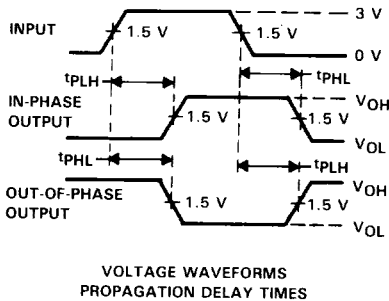 3 V
INPUT
1.5 V
1.5 V
0 V
tPLH
tPHL
IN-PHASE
OUTPUT
VOH
1.5 V
1.5 V
VOL
tPHL
tPLH
OUT-OF-PHASE
OUTPUT
VOH
1.5 V
1.5 V
VOL
VOLTAGE WAVEFORMS
PROPAGATION DELAY TIMES